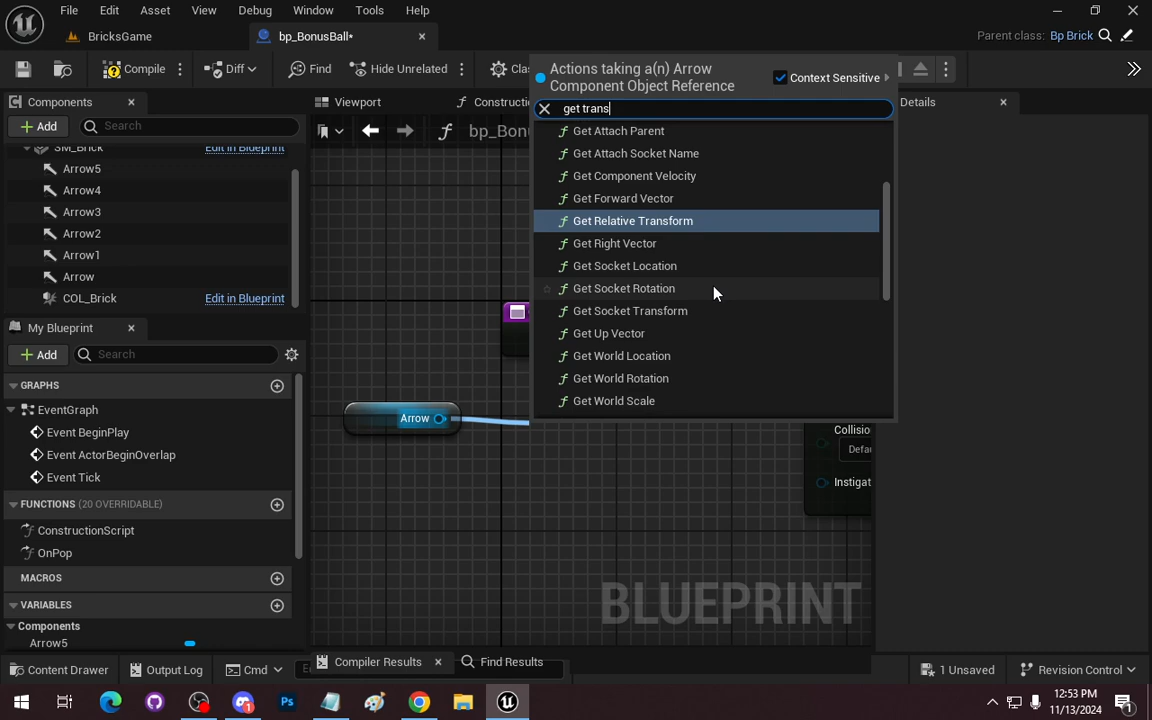 File Edit Asset View Debug Window Tools Help
BricksGame
bp_BonusBall*
Parent class: Bp Brick
Compile
Diff
Find
Hide Unrelated
Clas
Actions taking a(n) Arrow
Component Object Reference
Context Sensitive
get trans
Components
Add
Search
SM_Brick Edit in Blueprint
Arrow5
Arrow4
Arrow3
Arrow2
Arrow1
Arrow
COL_Brick Edit in Blueprint
My Blueprint
Add
Search
GRAPHS
EventGraph
Event BeginPlay
Event ActorBeginOverlap
Event Tick
FUNCTIONS (20 OVERRIDABLE)
ConstructionScript
OnPop
MACROS
VARIABLES
Components
Arrow5
Viewport
Constructi
bp_Bon
Get Attach Parent
Get Attach Socket Name
Get Component Velocity
Get Forward Vector
Get Relative Transform
Get Right Vector
Get Socket Location
Get Socket Rotation
Get Socket Transform
Get Up Vector
Get World Location
Get World Rotation
Get World Scale
Arrow
Collisio
Defau
Instigat
BLUEPRINT
Details
Compiler Results
Find Results
Content Drawer
Output Log
Cmd
1 Unsaved
Revision Control
12:53 PM
11/13/2024
1